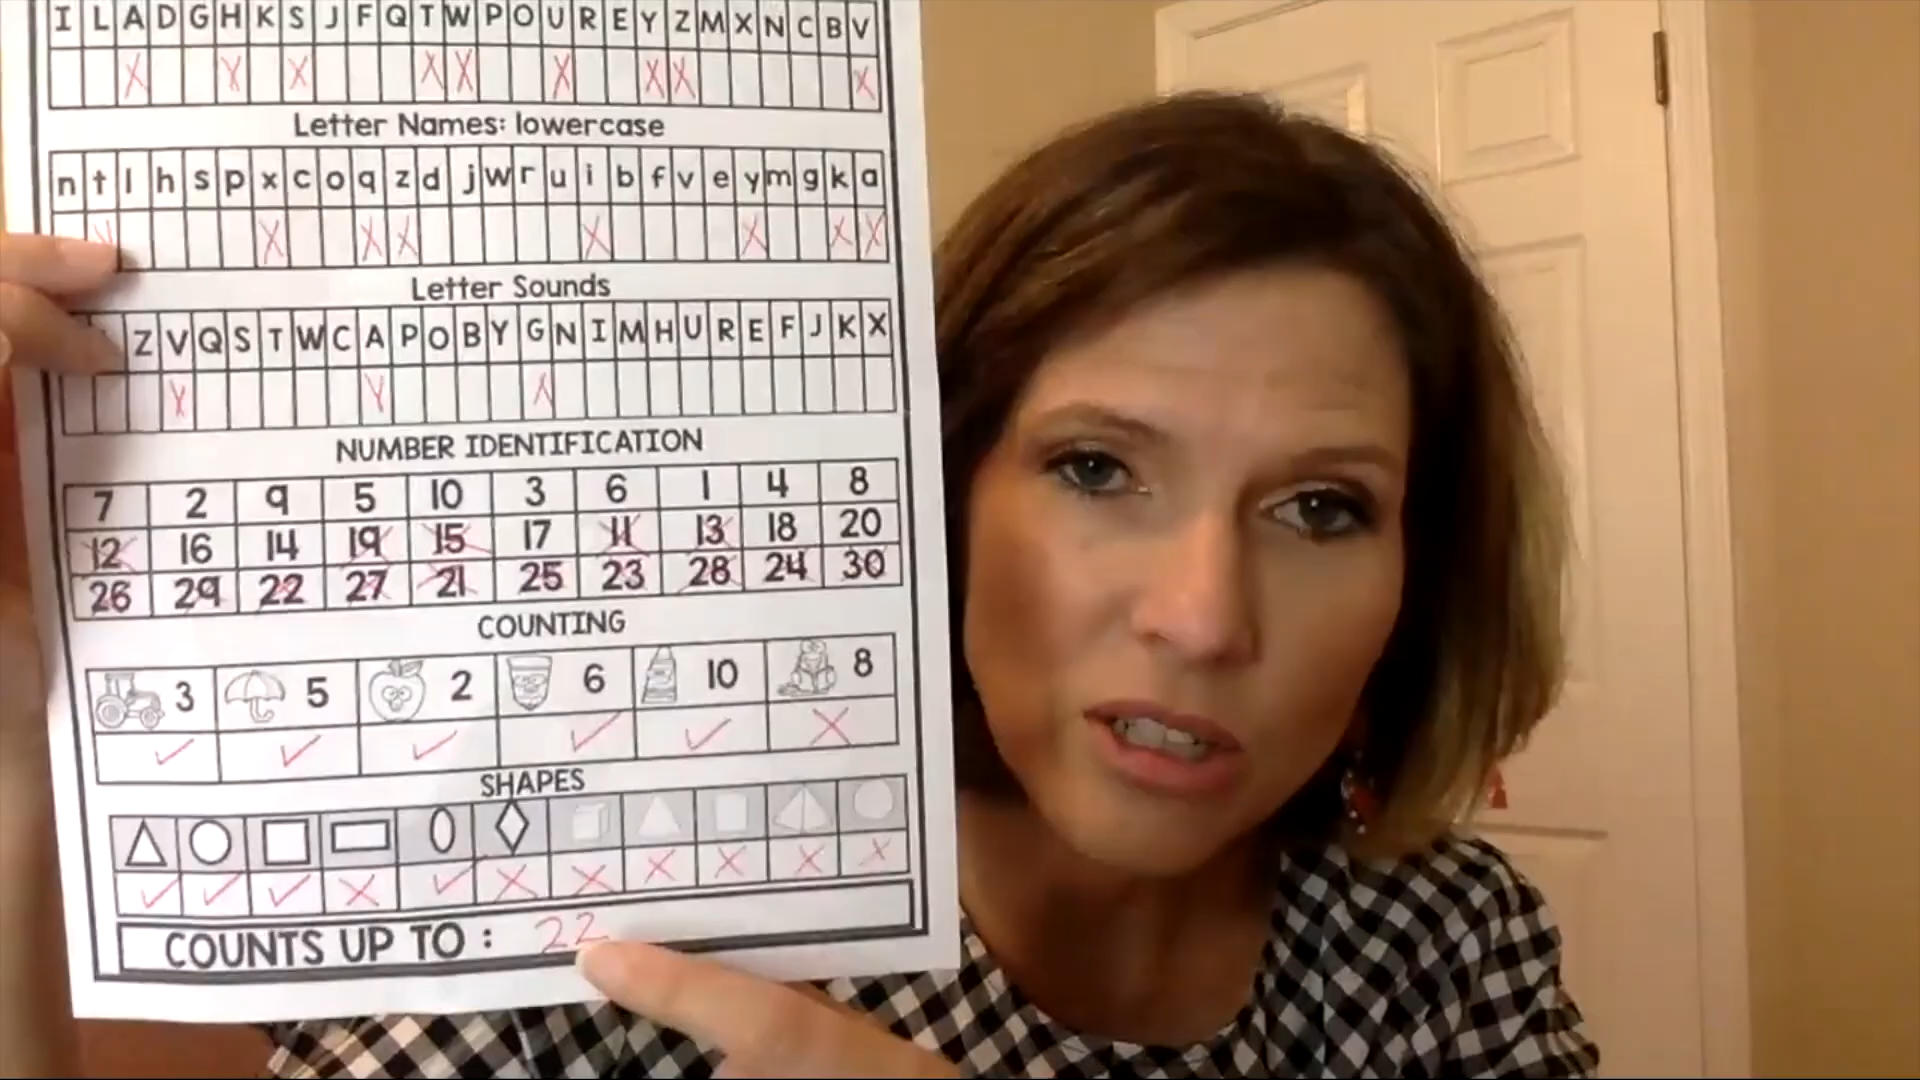 I L A D G H K S J F Q T W P O U R E Y Z M X N C B V
X X X X X X X X X
Letter Names: lowercase
n t l h s p x c o q z d j w r u i b f v e y m g k a
X X X X X X X X
Letter Sounds
Z V Q S T W C A P O B Y G N I M H U R E F J K X
NUMBER IDENTIFICATION
7 2 9 5 10 3 6 1 4 8
12 16 14 19 15 17 11 13 18 20
26 29 22 27 21 25 23 28 24 30
COUNTING
3 5 2 6 10 8
✓ ✓ ✓ ✓ ✓ X
SHAPES
✓ ✓ ✓ X ✓ X X X X X X
COUNTS UP TO : 22